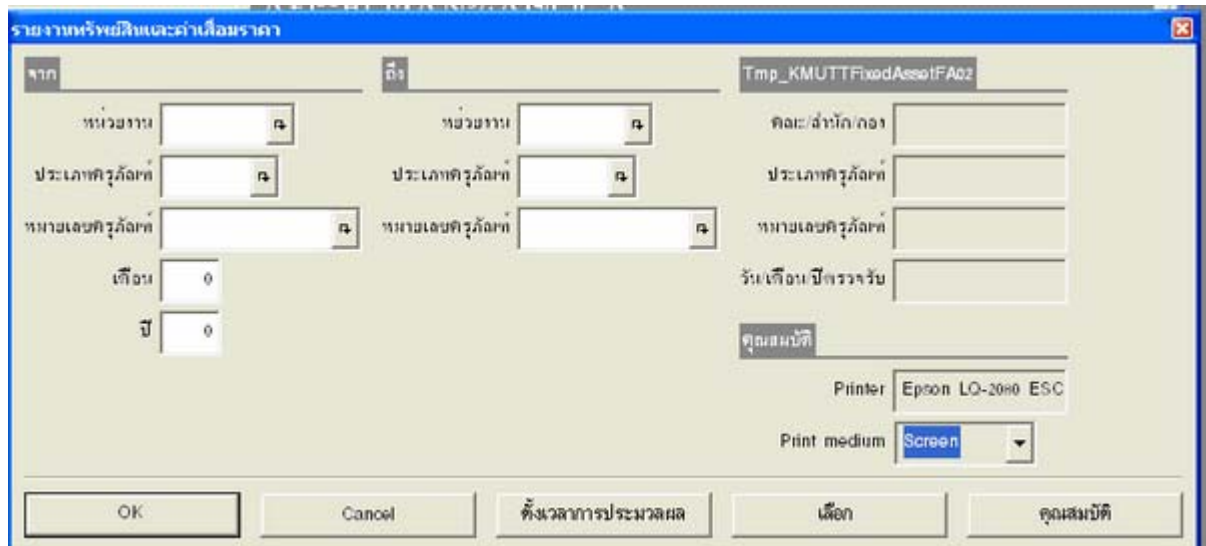 รายงานทรัพย์สินและค่าเสื่อมราคา
จาก
ถึง
Tmp_KMUTTFixedAssetFA02
หน่วยงาน
หน่วยงาน
คณะ/สำนัก/กอง
ประเภทครุภัณฑ์
ประเภทครุภัณฑ์
ประเภทครุภัณฑ์
หมายเลขครุภัณฑ์
หมายเลขครุภัณฑ์
หมายเลขครุภัณฑ์
เดือน 0
วัน/เดือน/ปีตรวจรับ
ปี 0
คุณสมบัติ
Printer Epson LQ-2080 ESC
Print medium Screen
OK
Cancel
ตั้งเวลาการประมวลผล
เลือก
คุณสมบัติ